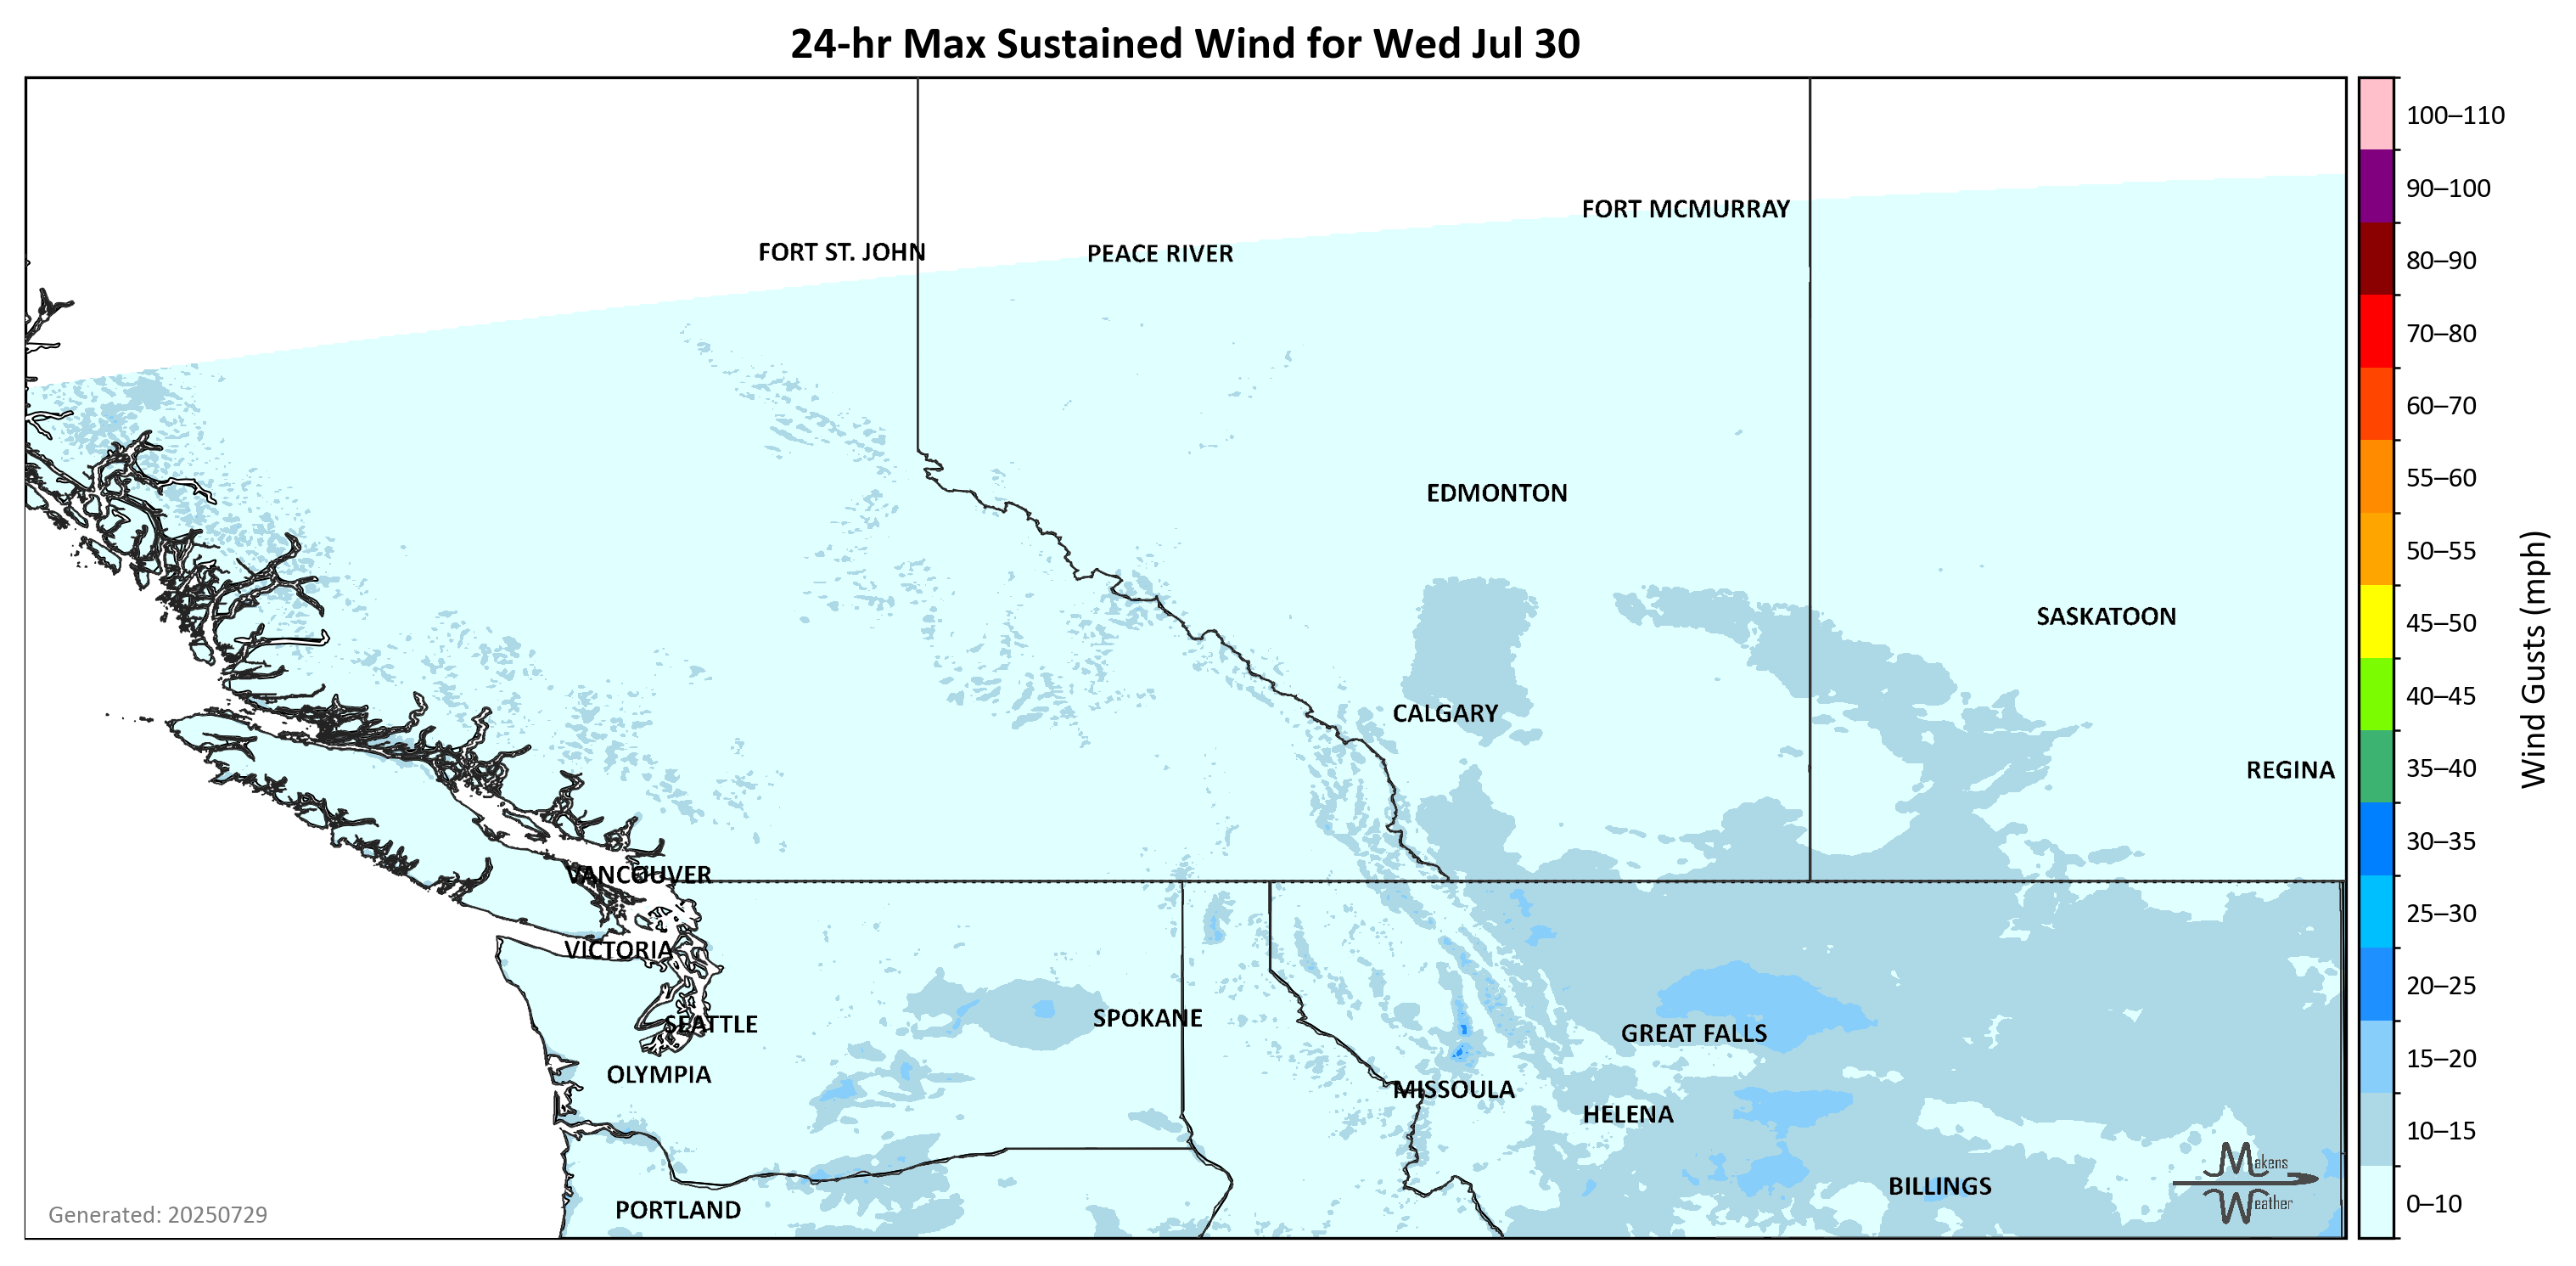 24-hr Max Sustained Wind for Wed Jul 30
100–110
90–100
80–90
70–80
60–70
55–60
50–55
45–50
40–45
35–40
30–35
25–30
20–25
15–20
10–15
0–10
Wind Gusts (mph)
FORT MCMURRAY
FORT ST. JOHN
PEACE RIVER
EDMONTON
SASKATOON
CALGARY
REGINA
VANCOUVER
VICTORIA
SEATTLE
SPOKANE
GREAT FALLS
OLYMPIA
MISSOULA
HELENA
BILLINGS
PORTLAND
Makens
Weather
Generated: 20250729